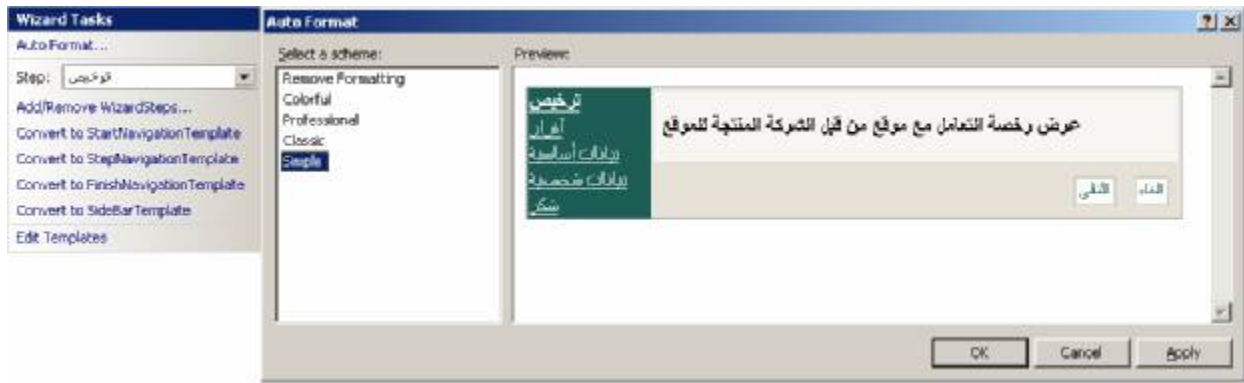 Wizard Tasks
Auto Format...
Step: ترخيص
Add/Remove WizardSteps...
Convert to StartNavigationTemplate
Convert to StepNavigationTemplate
Convert to FinishNavigationTemplate
Convert to SideBarTemplate
Edit Templates
Auto Format
Select a scheme:
Remove Formatting
Colorful
Professional
Classic
Simple
Preview:
ترخيص
أقرار
بيانات أساسية
بيانات شخصية
شكر
عرض رخصة التعامل مع موقع من قبل الشركة المنتجة للموقع
التالي
الغاء
OK
Cancel
Apply